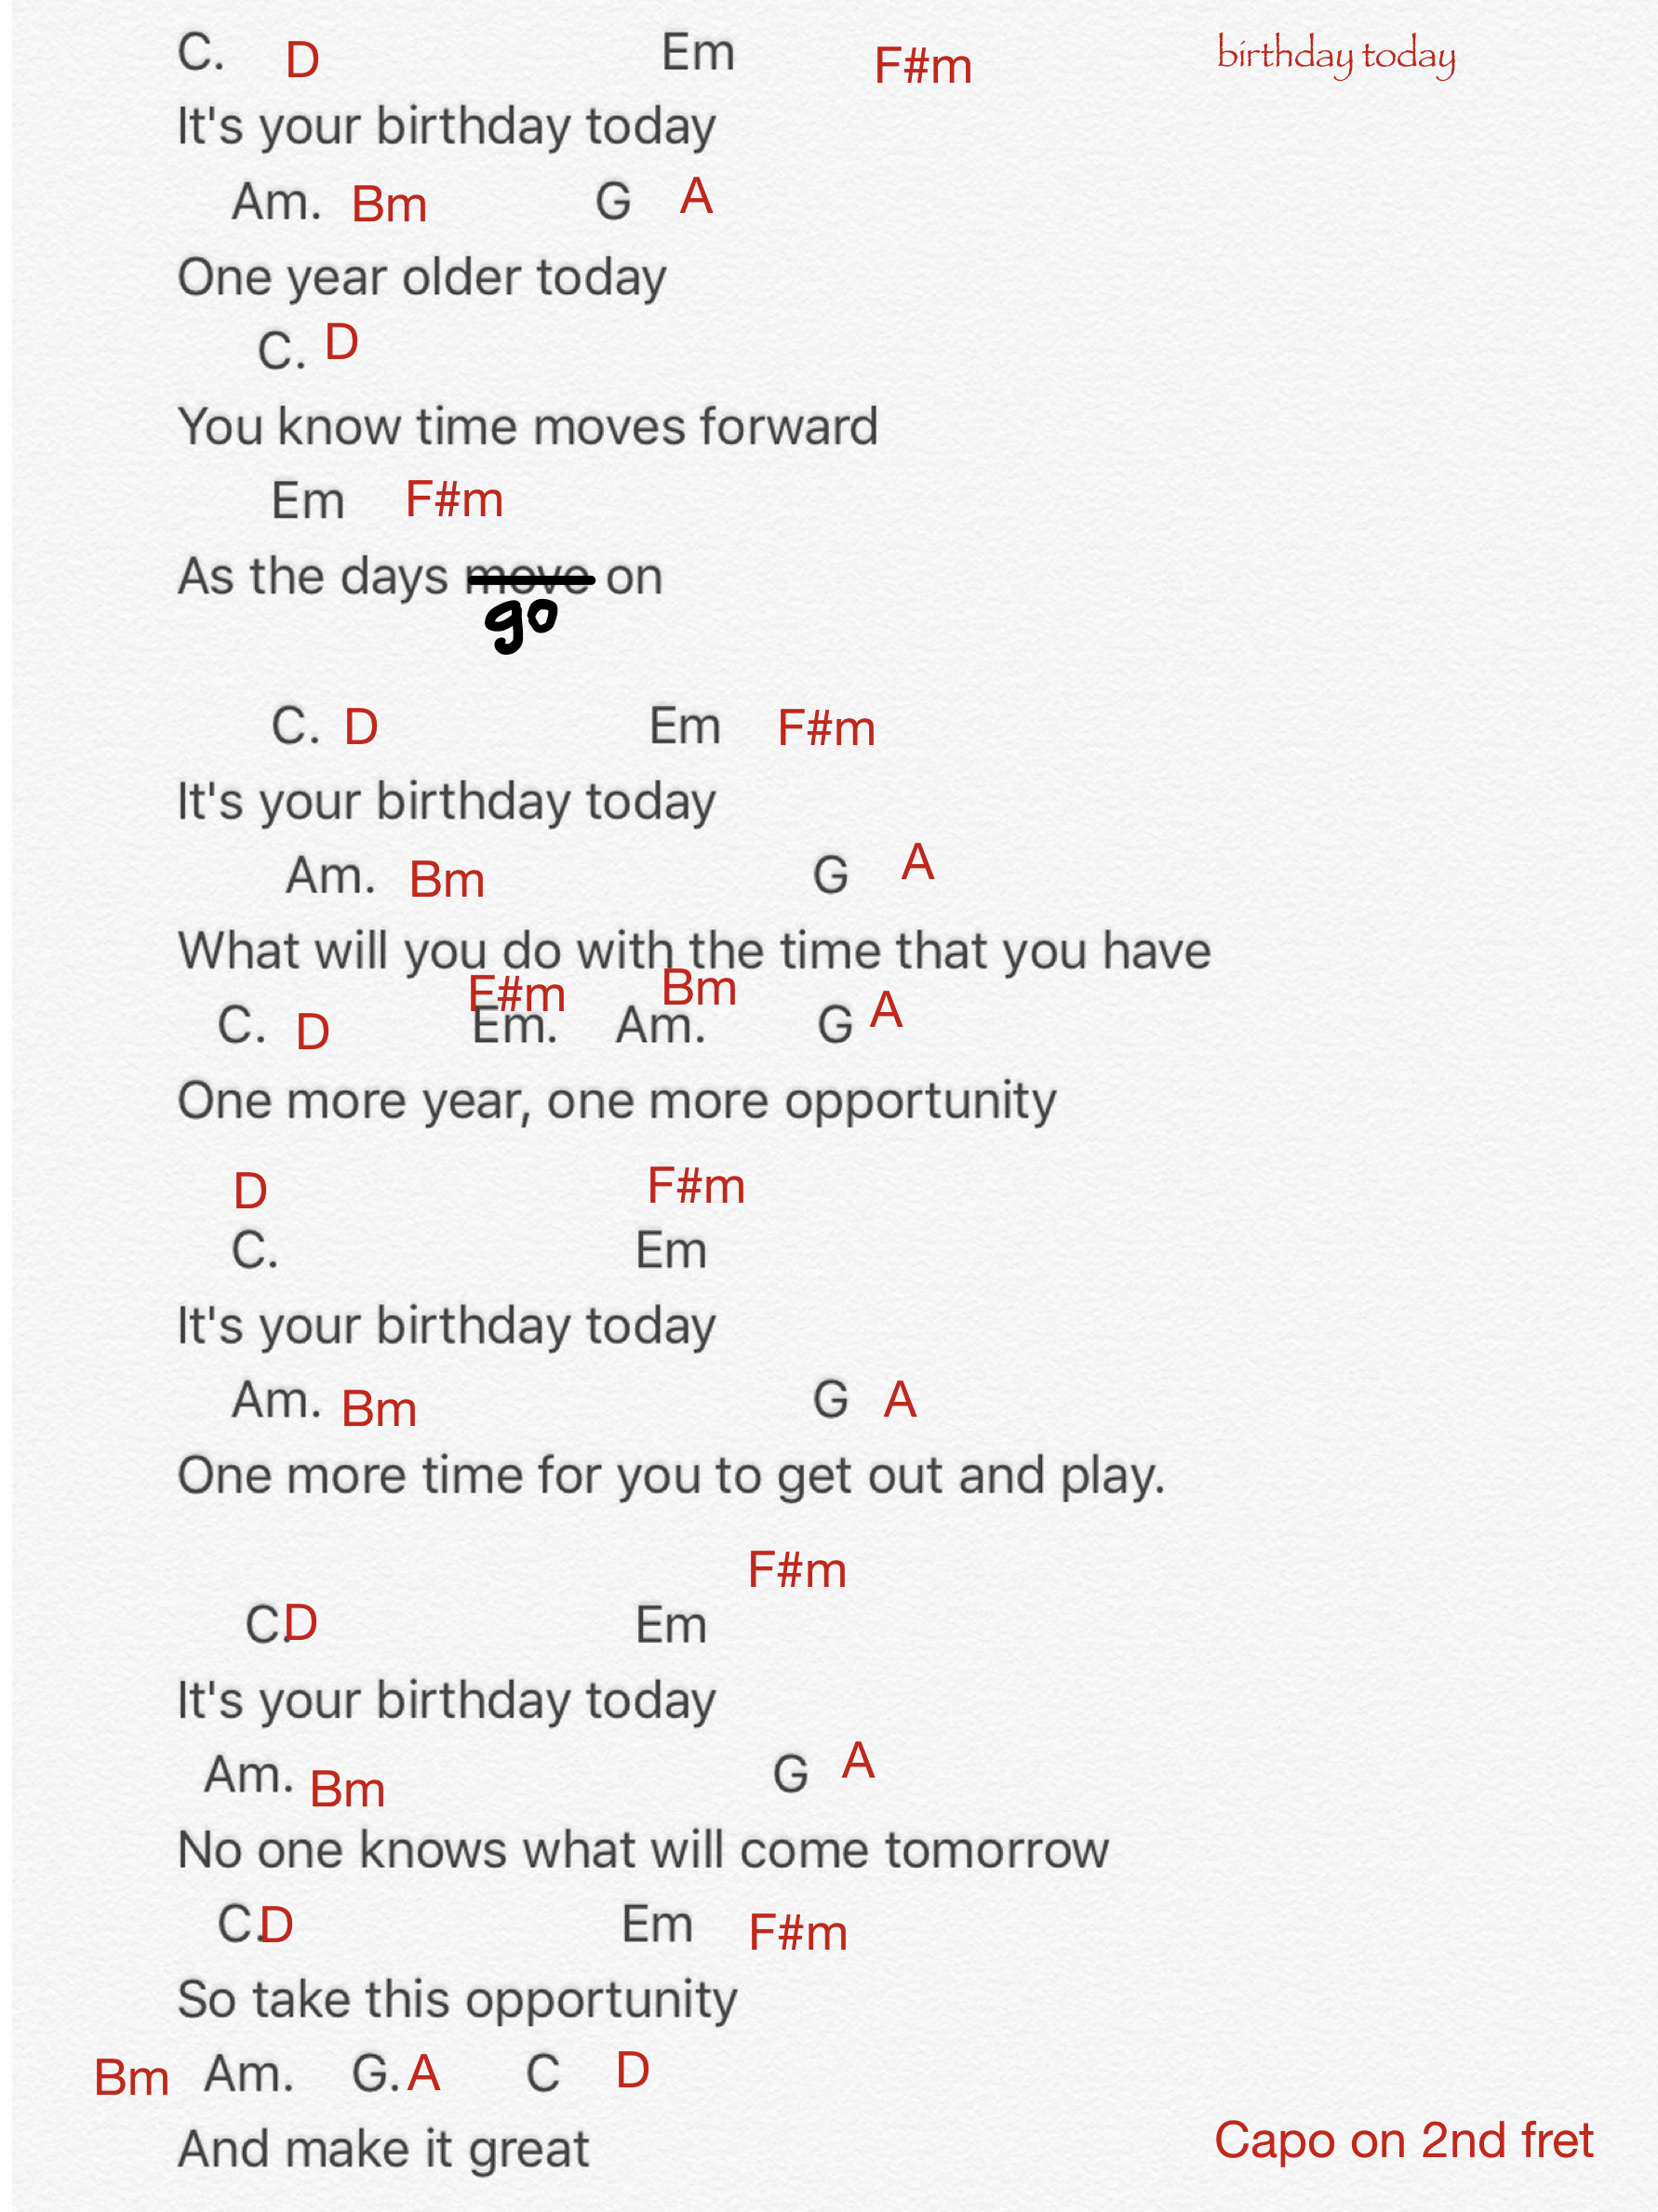 C. D Em F#m birthday today
It's your birthday today
Am. Bm G A
One year older today
C. D
You know time moves forward
Em F#m
As the days move on
go
C. D Em F#m
It's your birthday today
Am. Bm G A
What will you do with the time that you have
F#m Bm
C. D Em. Am. G A
One more year, one more opportunity
D F#m
C. Em
It's your birthday today
Am. Bm G A
One more time for you to get out and play.
F#m
C. D Em
It's your birthday today
Am. Bm G A
No one knows what will come tomorrow
C. D Em F#m
So take this opportunity
Bm Am. G. A C D
And make it great
Capo on 2nd fret